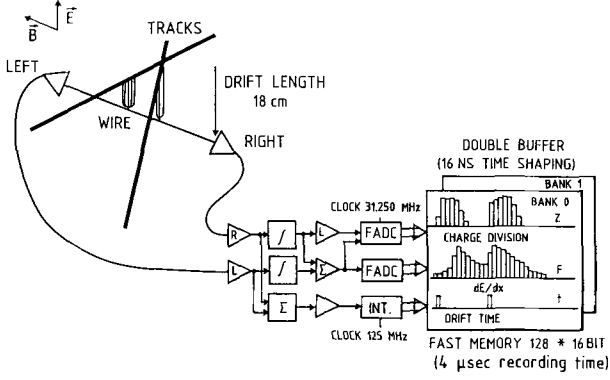 B E
TRACKS
LEFT
DRIFT LENGTH
18 cm
WIRE
RIGHT
DOUBLE BUFFER
(16 NS TIME SHAPING)
BANK 1
BANK 0
CLOCK 31,250 MHz
Z
R ∫ L FADC
CHARGE DIVISION
L ∫ Σ FADC
F
dE/dx
Σ INT.
t
DRIFT TIME
CLOCK 125 MHz
FAST MEMORY 128 * 16 BIT
(4 µsec recording time)